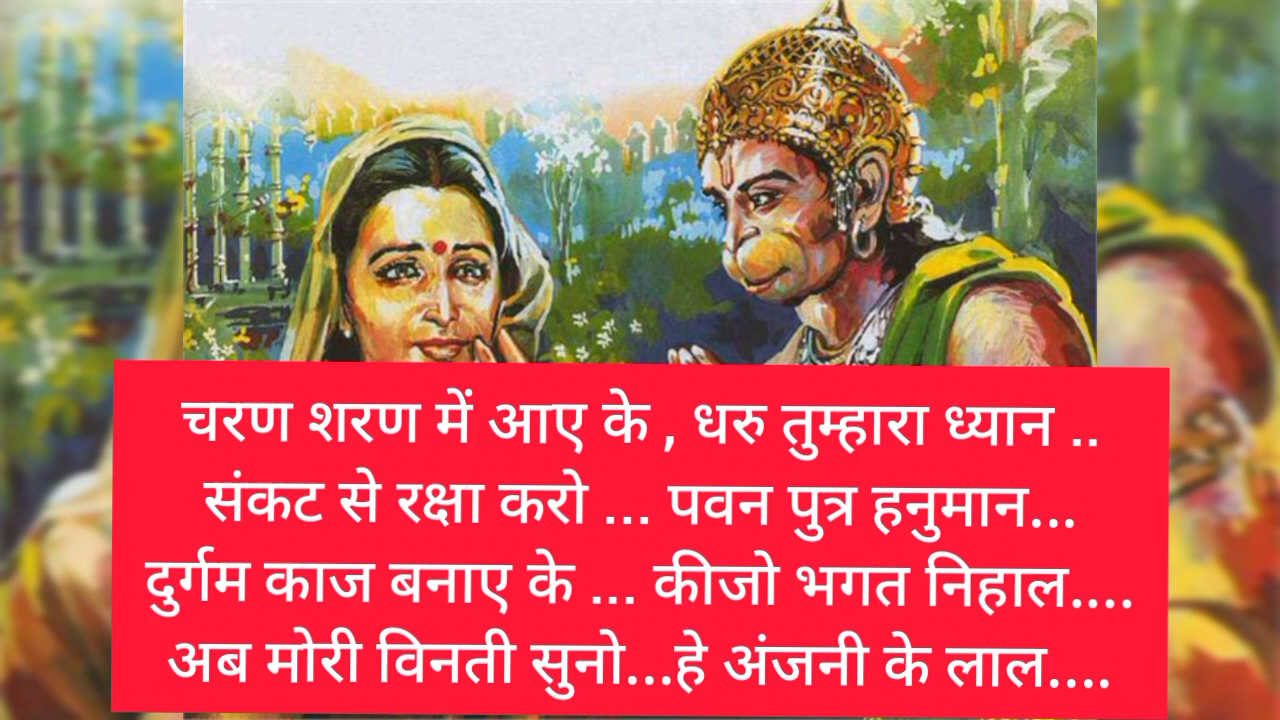 चरण शरण में आए के , धरु तुम्हारा ध्यान ..
संकट से रक्षा करो ... पवन पुत्र हनुमान...
दुर्गम काज बनाए के ... कीजो भगत निहाल....
अब मोरी विनती सुनो...हे अंजनी के लाल....